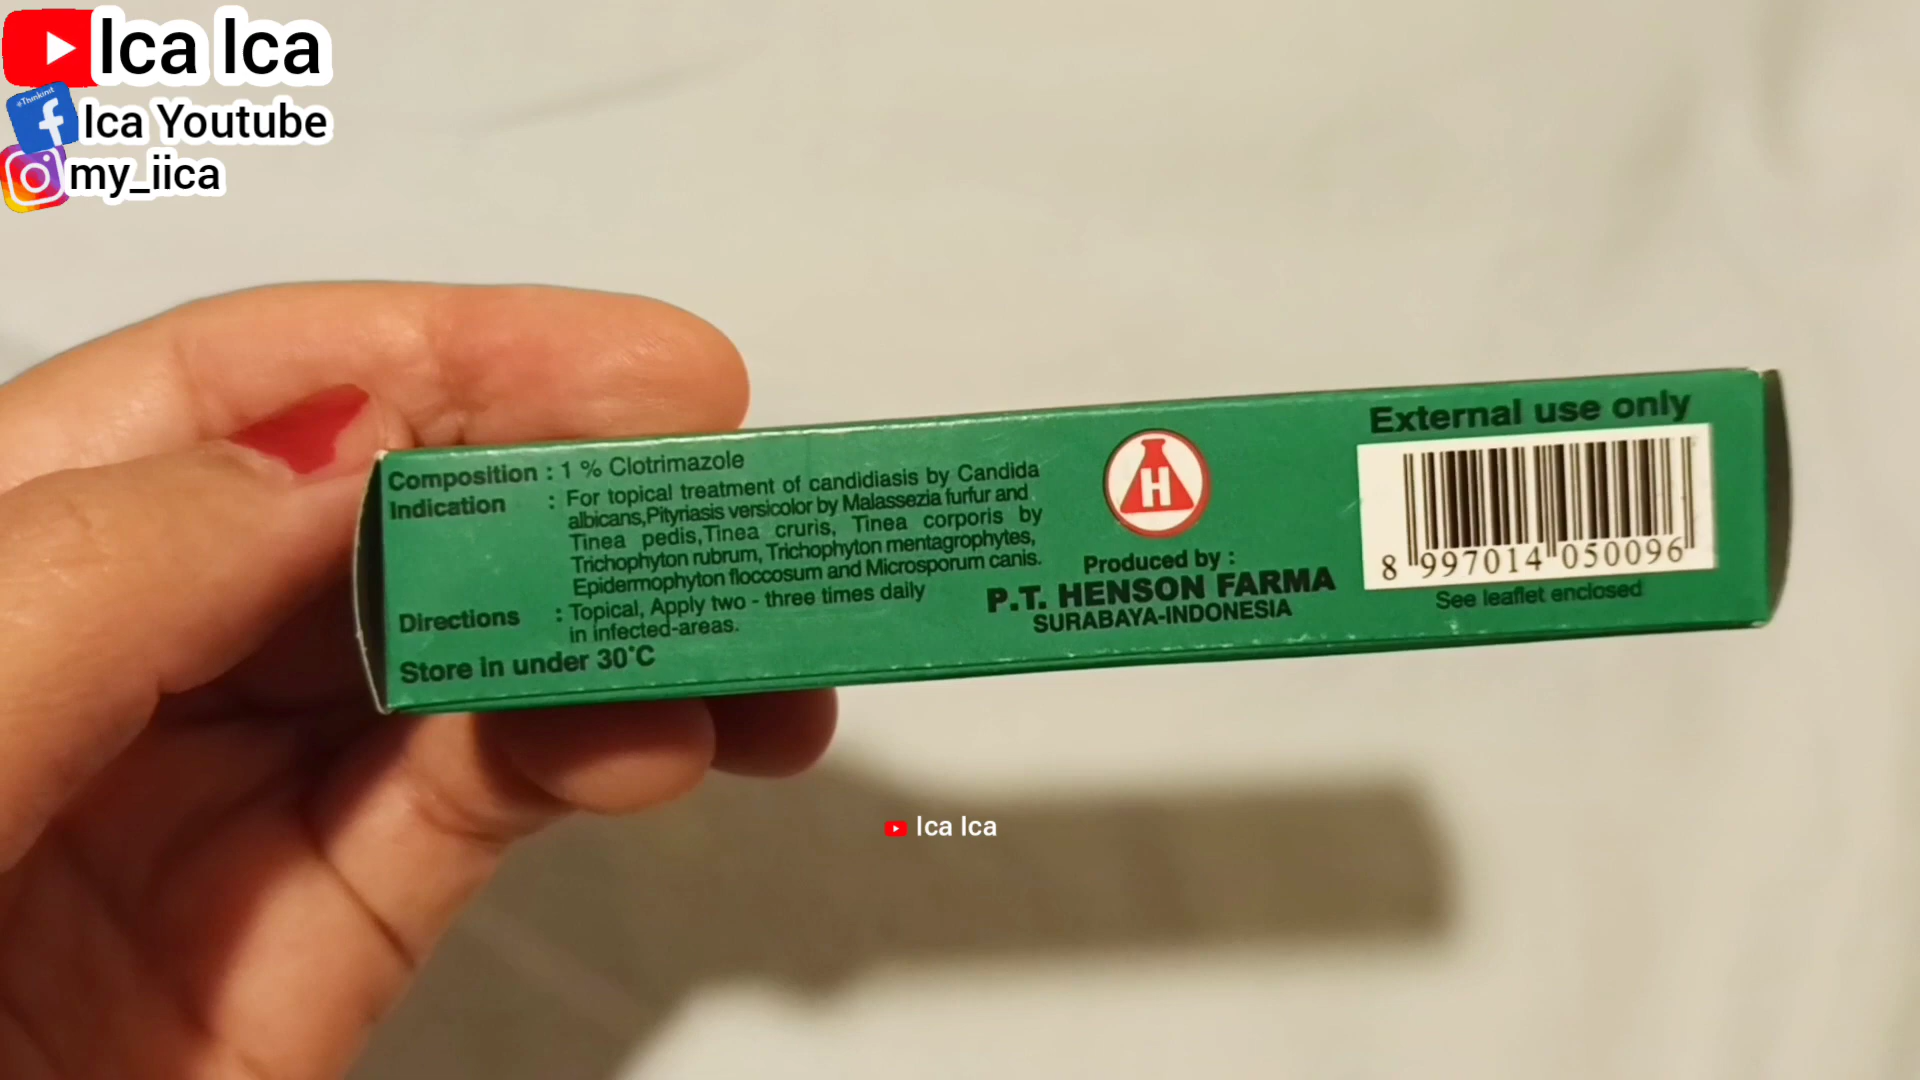 Ica Ica
@Thinkinit
Ica Youtube
my_iica
External use only
Composition : 1 % Clotrimazole
Indication : For topical treatment of candidiasis by Candida
albicans,Pityriasis versicolor by Malassezia furfur and
Tinea pedis,Tinea cruris, Tinea corporis by
Trichophyton rubrum, Trichophyton mentagrophytes,
Epidermophyton floccosum and Microsporum canis.
Directions : Topical, Apply two - three times daily
in infected-areas.
Store in under 30°C
H
Produced by :
P.T. HENSON FARMA
SURABAYA-INDONESIA
8 997014 050096
See leaflet enclosed
Ica Ica